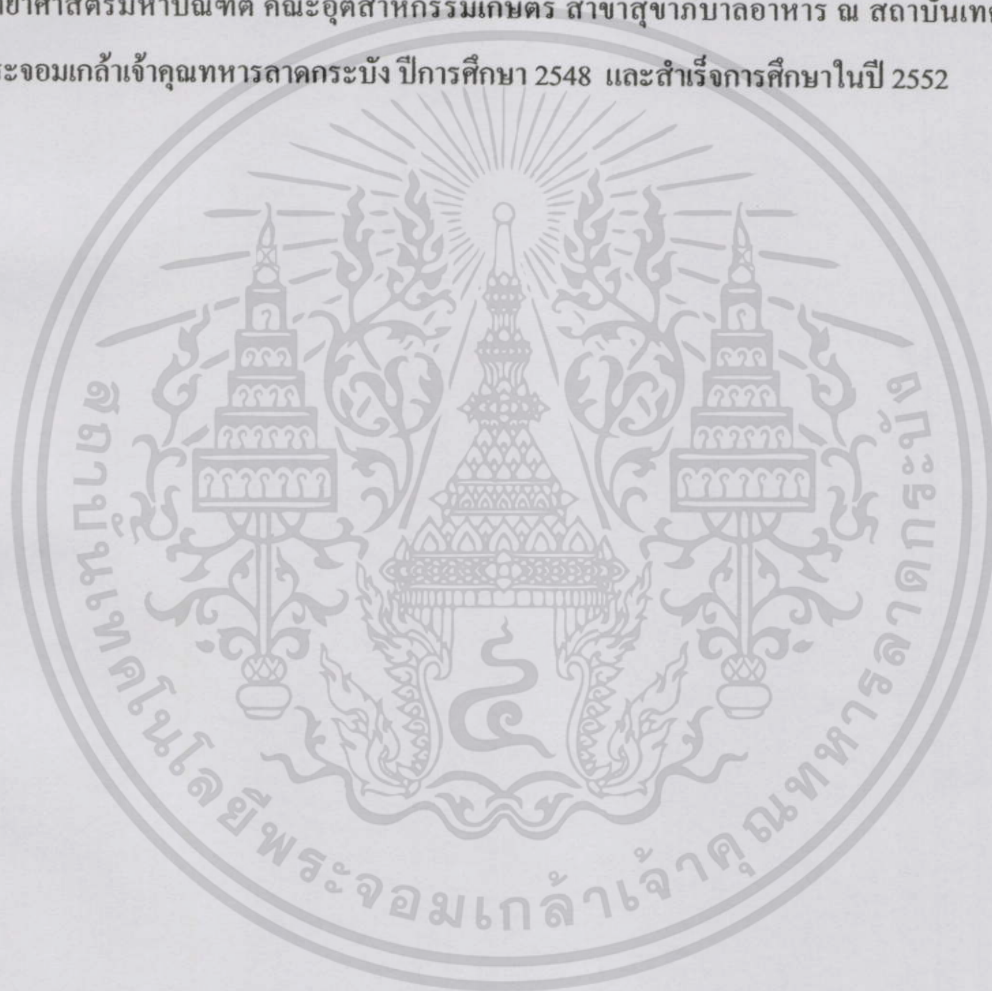 วิทยาศาสตรมหาบัณฑิต คณะอุตสาหกรรมเกษตร สาขาสุขาภิบาลอาหาร ณ สถาบัน
พระจอมเกล้าเจ้าคุณทหารลาดกระบัง ปีการศึกษา 2548 และสำเร็จการศึกษาในปี 2552
๔
สถาบันเทคโนโลยีพระจอมเกล้าเจ้าคุณทหารลาดกระบัง